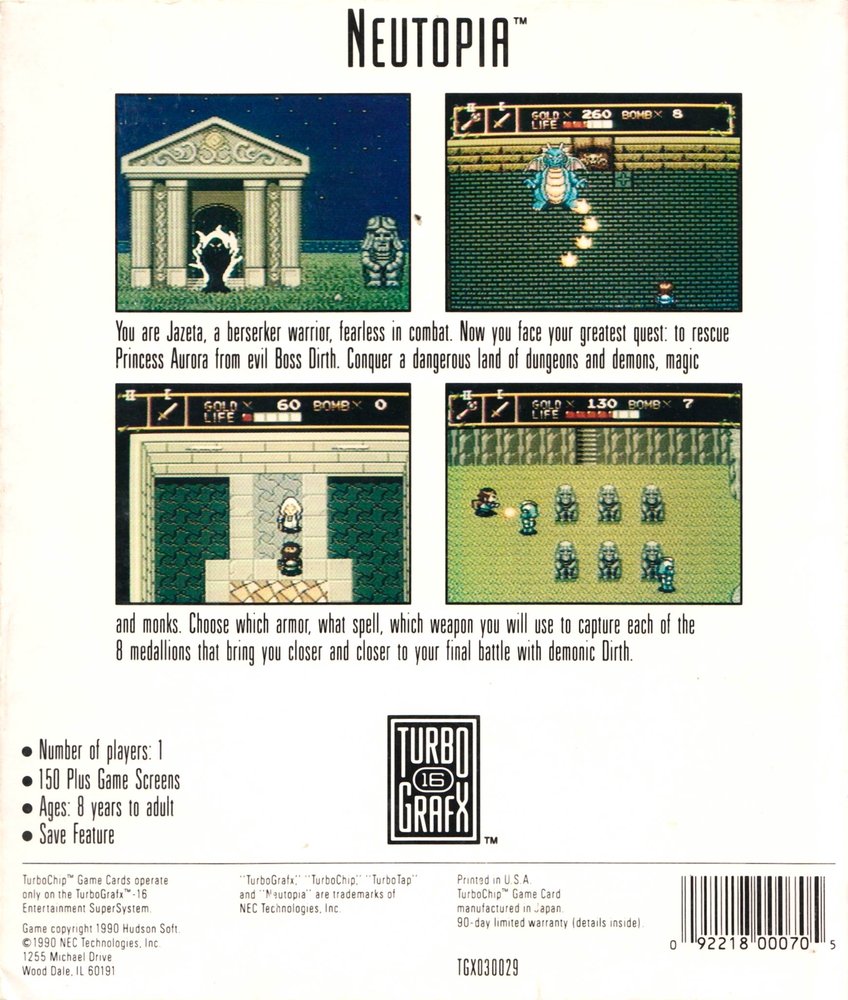 NEUTOPIA™
II I GOLD× 260 BOMB× 8
LIFE
You are Jazeta, a berserker warrior, fearless in combat. Now you face your greatest quest: to rescue
Princess Aurora from evil Boss Dirth. Conquer a dangerous land of dungeons and demons, magic
II I GOLD× 60 BOMB× 0
LIFE
II I GOLD× 130 BOMB× 7
LIFE
and monks. Choose which armor, what spell, which weapon you will use to capture each of the
8 medallions that bring you closer and closer to your final battle with demonic Dirth.
● Number of players: 1
● 150 Plus Game Screens
● Ages: 8 years to adult
● Save Feature
TURBO
16
GRAFX™
TurboChip™ Game Cards operate
only on the TurboGrafx™-16
Entertainment SuperSystem.
Game copyright 1990 Hudson Soft.
©1990 NEC Technologies, Inc.
1255 Michael Drive
Wood Dale, IL 60191
"TurboGrafx," "TurboChip," "TurboTap"
and "Neutopia" are trademarks of
NEC Technologies, Inc.
Printed in U.S.A.
TurboChip™ Game Card
manufactured in Japan.
90-day limited warranty (details inside).
TGX030029
0 92218 00070 5